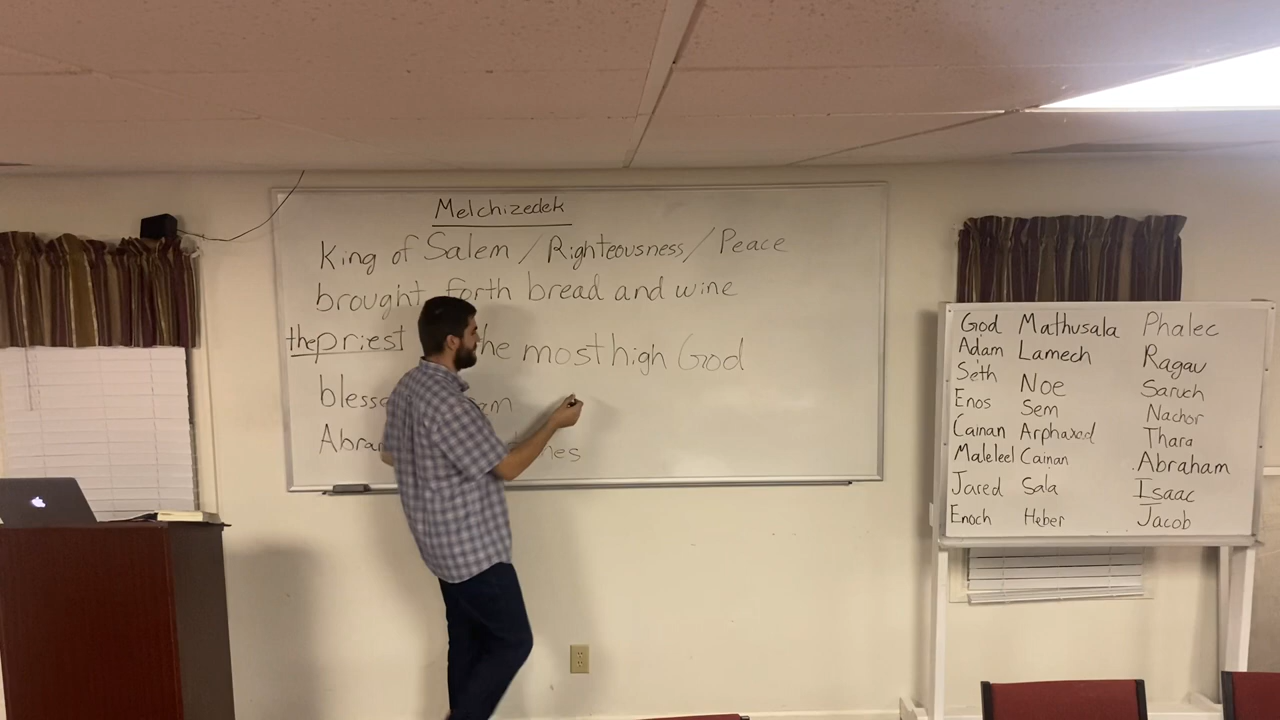 Melchizedek
King of Salem / Righteousness / Peace
brought forth bread and wine
the priest he most high God
God Mathusala Phalec
Adam Lamech Ragau
Seth Noe Saruch
Enos Sem Nachor
Cainan Arphaxad Thara
Maleleel Cainan Abraham
Jared Sala Isaac
Enoch Heber Jacob